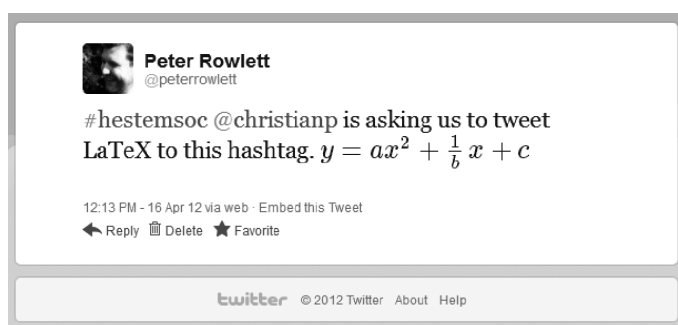 Peter Rowlett
@peterrowlett
#hestemsoc @christianp is asking us to tweet
LaTeX to this hashtag. y = ax² + 1/b x + c
12:13 PM - 16 Apr 12 via web · Embed this Tweet
Reply Delete Favorite
twitter © 2012 Twitter About Help